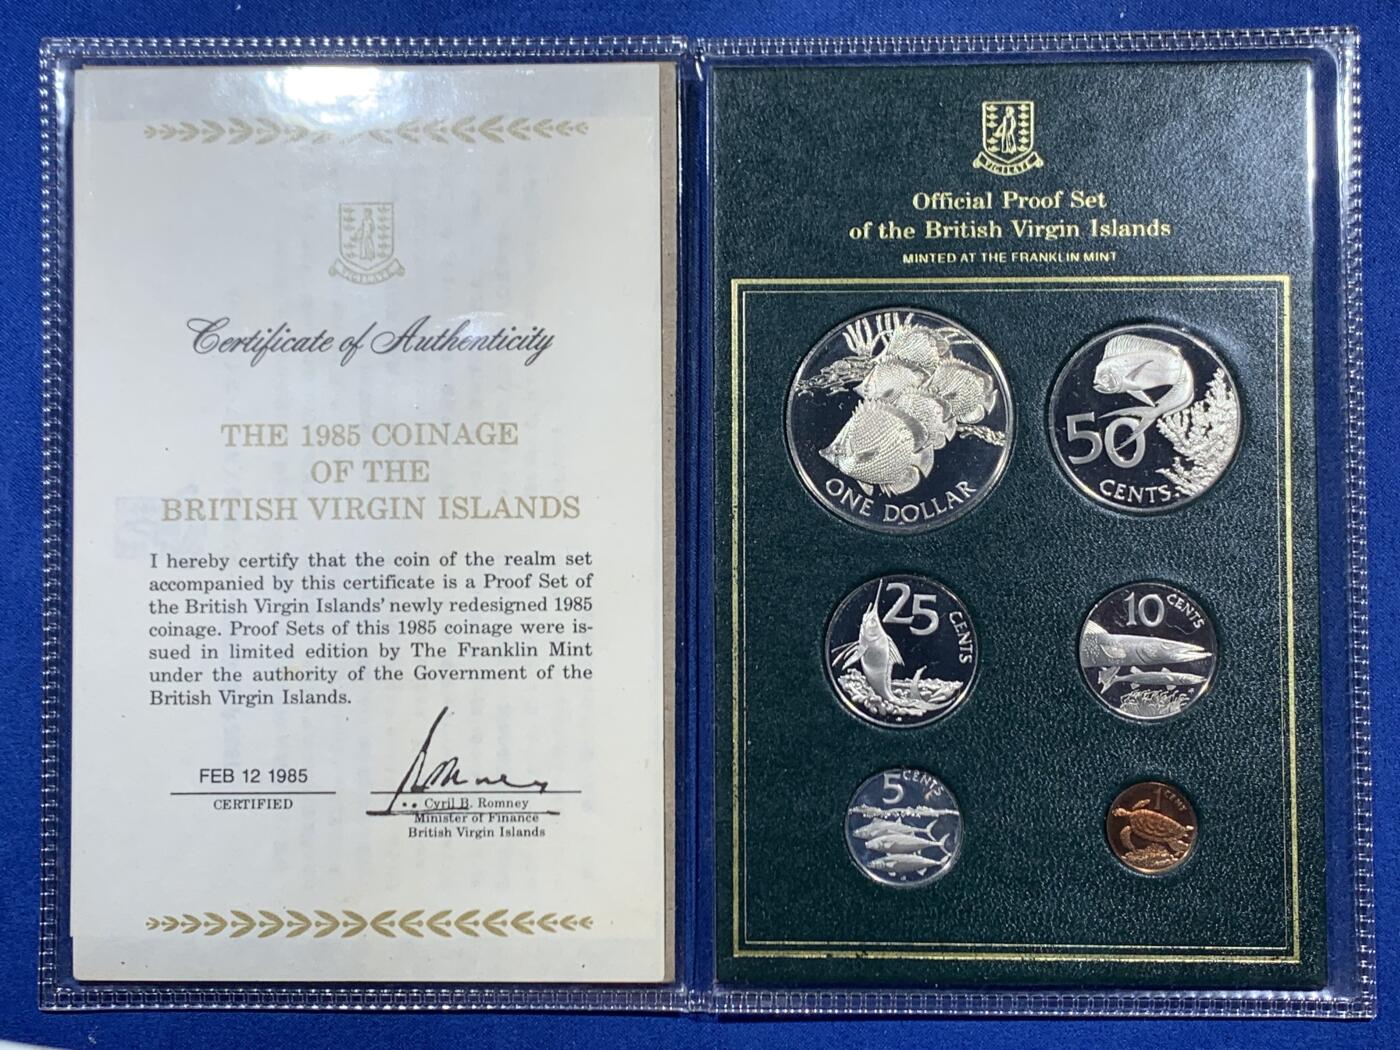 VIGILATE
Certificate of Authenticity
THE 1985 COINAGE
OF THE
BRITISH VIRGIN ISLANDS
I hereby certify that the coin of the realm set
accompanied by this certificate is a Proof Set of
the British Virgin Islands' newly redesigned 1985
coinage. Proof Sets of this 1985 coinage were is-
sued in limited edition by The Franklin Mint
under the authority of the Government of the
British Virgin Islands.
FEB 12 1985
CERTIFIED
Cyril B. Romney
Minister of Finance
British Virgin Islands
VIGILATE
Official Proof Set
of the British Virgin Islands
MINTED AT THE FRANKLIN MINT
ONE DOLLAR
50
CENTS
25
CENTS
10
CENTS
5
CENTS
1
CENT